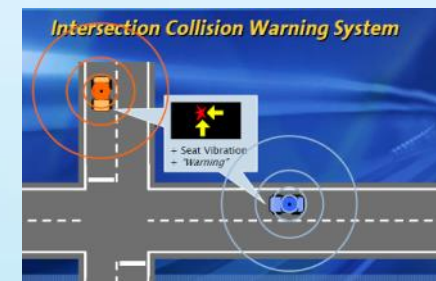 Intersection Collision Warning System
+ Seat Vibration
+ "Warning"